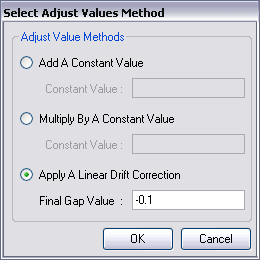 Select Adjust Values Method
Adjust Value Methods
Add A Constant Value
Constant Value :
Multiply By A Constant Value
Constant Value :
Apply A Linear Drift Correction
Final Gap Value : -0.1
OK Cancel